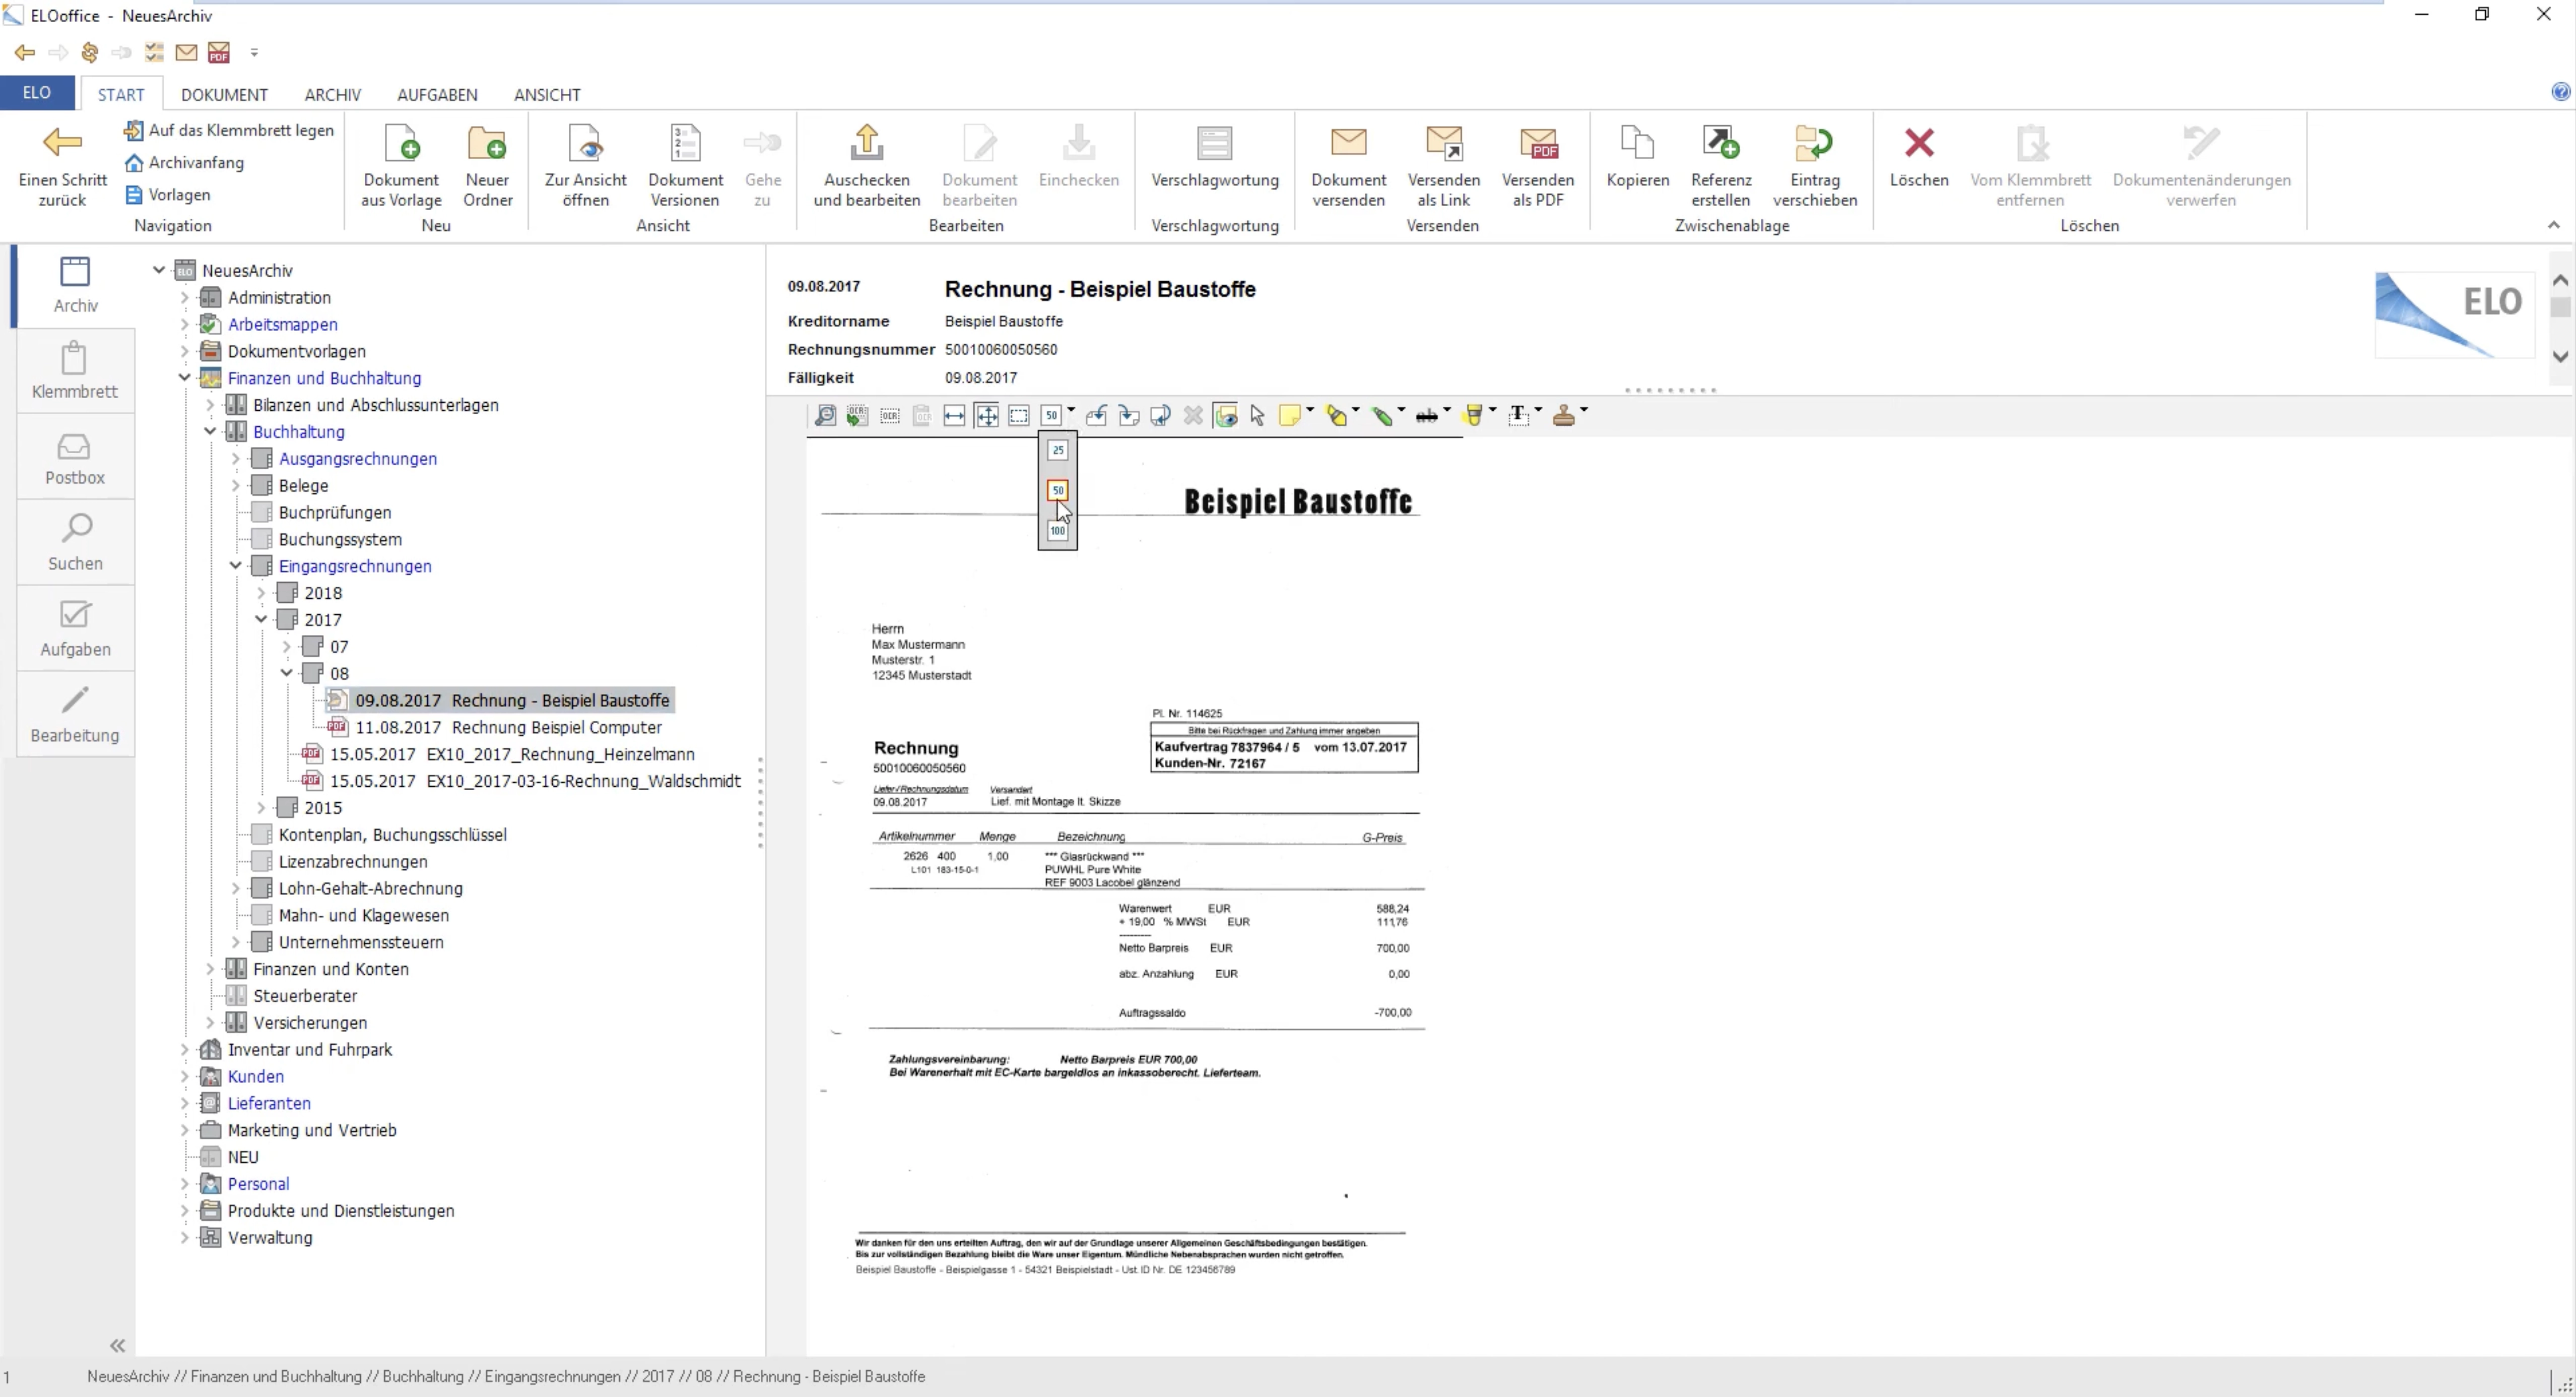 ELOoffice - NeuesArchiv
PDF
ELO START DOKUMENT ARCHIV AUFGABEN ANSICHT
Einen Schritt zurück
Auf das Klemmbrett legen
Archivanfang
Vorlagen
Navigation
Dokument aus Vorlage
Neuer Ordner
Neu
Zur Ansicht öffnen
Dokument Versionen
Gehe zu
Ansicht
Auschecken und bearbeiten
Dokument bearbeiten
Einchecken
Bearbeiten
Verschlagwortung
Verschlagwortung
Dokument versenden
Versenden als Link
Versenden als PDF
Versenden
Kopieren
Referenz erstellen
Eintrag verschieben
Zwischenablage
Löschen
Vom Klemmbrett entfernen
Dokumentenänderungen verwerfen
Löschen
Archiv
Klemmbrett
Postbox
Suchen
Aufgaben
Bearbeitung
NeuesArchiv
Administration
Arbeitsmappen
Dokumentvorlagen
Finanzen und Buchhaltung
Bilanzen und Abschlussunterlagen
Buchhaltung
Ausgangsrechnungen
Belege
Buchprüfungen
Buchungssystem
Eingangsrechnungen
2018
2017
07
08
09.08.2017 Rechnung - Beispiel Baustoffe
11.08.2017 Rechnung Beispiel Computer
15.05.2017 EX10_2017_Rechnung_Heinzelmann
15.05.2017 EX10_2017-03-16-Rechnung_Waldschmidt
2015
Kontenplan, Buchungsschlüssel
Lizenzabrechnungen
Lohn-Gehalt-Abrechnung
Mahn- und Klagewesen
Unternehmenssteuern
Finanzen und Konten
Steuerberater
Versicherungen
Inventar und Fuhrpark
Kunden
Lieferanten
Marketing und Vertrieb
NEU
Personal
Produkte und Dienstleistungen
Verwaltung
09.08.2017 Rechnung - Beispiel Baustoffe
Kreditorname Beispiel Baustoffe
Rechnungsnummer 50010060050560
Fälligkeit 09.08.2017
ELO
OCR OCR OCR 50 ab T
25
50
100
Beispiel Baustoffe
Herrn
Max Mustermann
Musterstr. 1
12345 Musterstadt
Pl. Nr. 114625
Bitte bei Rückfragen und Zahlung immer angeben
Kaufvertrag 7837964 / 5 vom 13.07.2017
Kunden-Nr. 72167
Rechnung
50010060050560
Liefer-/Rechnungsdatum Versandart
09.08.2017 Lief. mit Montage lt. Skizze
Artikelnummer Menge Bezeichnung G-Preis
2626 400 1,00 *** Glasrückwand ***
L101 183-15-0-1 PUWHL Pure White
REF 9003 Lacobel glänzend
Warenwert EUR 588,24
+ 19,00 % MWSt EUR 111,76
----------
Netto Barpreis EUR 700,00
abz. Anzahlung EUR 0,00
Auftragssaldo -700,00
Zahlungsvereinbarung: Netto Barpreis EUR 700,00
Bei Warenerhalt mit EC-Karte bargeldlos an inkassoberecht. Lieferteam.
Wir danken für den uns erteilten Auftrag, den wir auf der Grundlage unserer Allgemeinen Geschäftsbedingungen bestätigen.
Bis zur vollständigen Bezahlung bleibt die Ware unser Eigentum. Mündliche Nebenabsprachen wurden nicht getroffen.
Beispiel Baustoffe - Beispielgasse 1 - 54321 Beispielstadt - Ust. ID Nr. DE 123456789
1 NeuesArchiv // Finanzen und Buchhaltung // Buchhaltung // Eingangsrechnungen // 2017 // 08 // Rechnung - Beispiel Baustoffe